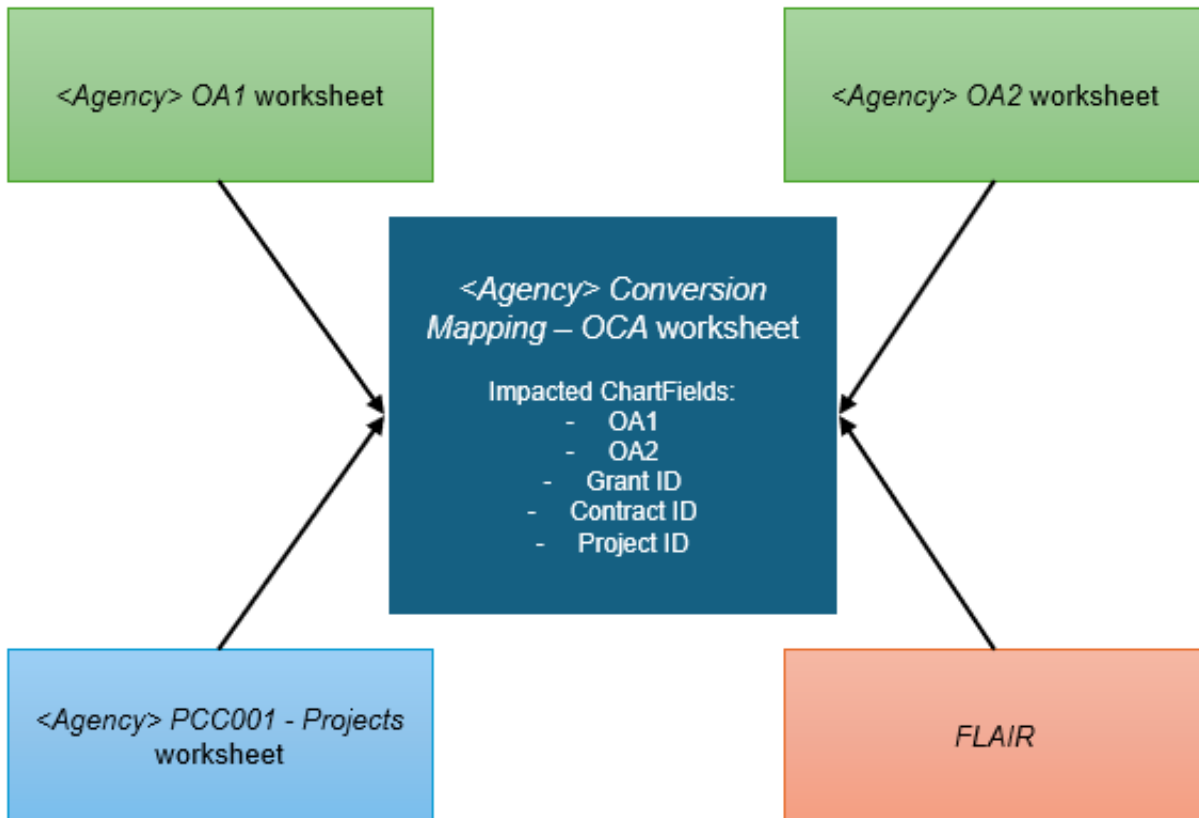 <Agency> OA1 worksheet
<Agency> OA2 worksheet
<Agency> Conversion
Mapping – OCA worksheet
Impacted ChartFields:
- OA1
- OA2
- Grant ID
- Contract ID
- Project ID
<Agency> PCC001 - Projects
worksheet
FLAIR